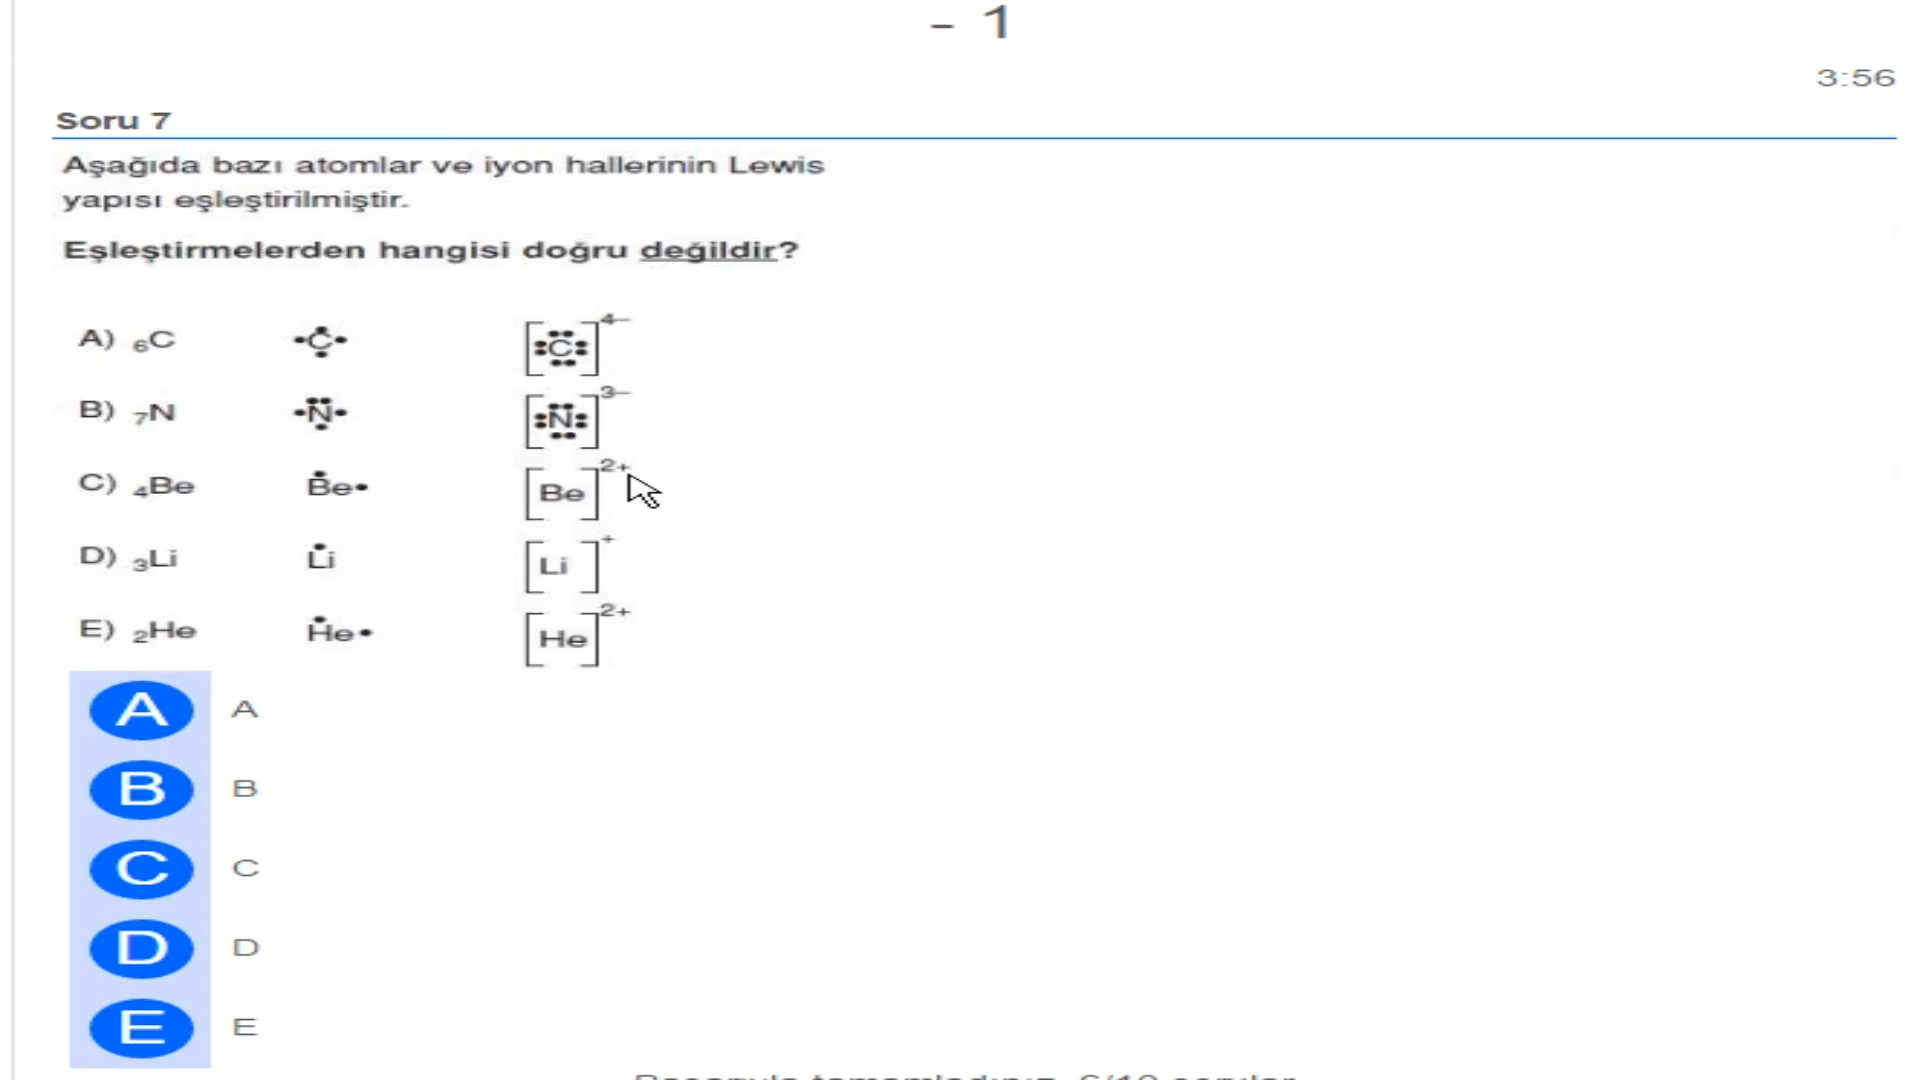 - 1
3:56
Soru 7
Aşağıda bazı atomlar ve iyon hallerinin Lewis
yapısı eşleştirilmiştir.
Eşleştirmelerden hangisi doğru değildir?
A) ₆C C [C]⁴⁻
B) ₇N N [N]³⁻
C) ₄Be Be [Be]²⁺
D) ₃Li Li [Li]⁺
E) ₂He He [He]²⁺
A A
B B
C C
D D
E E